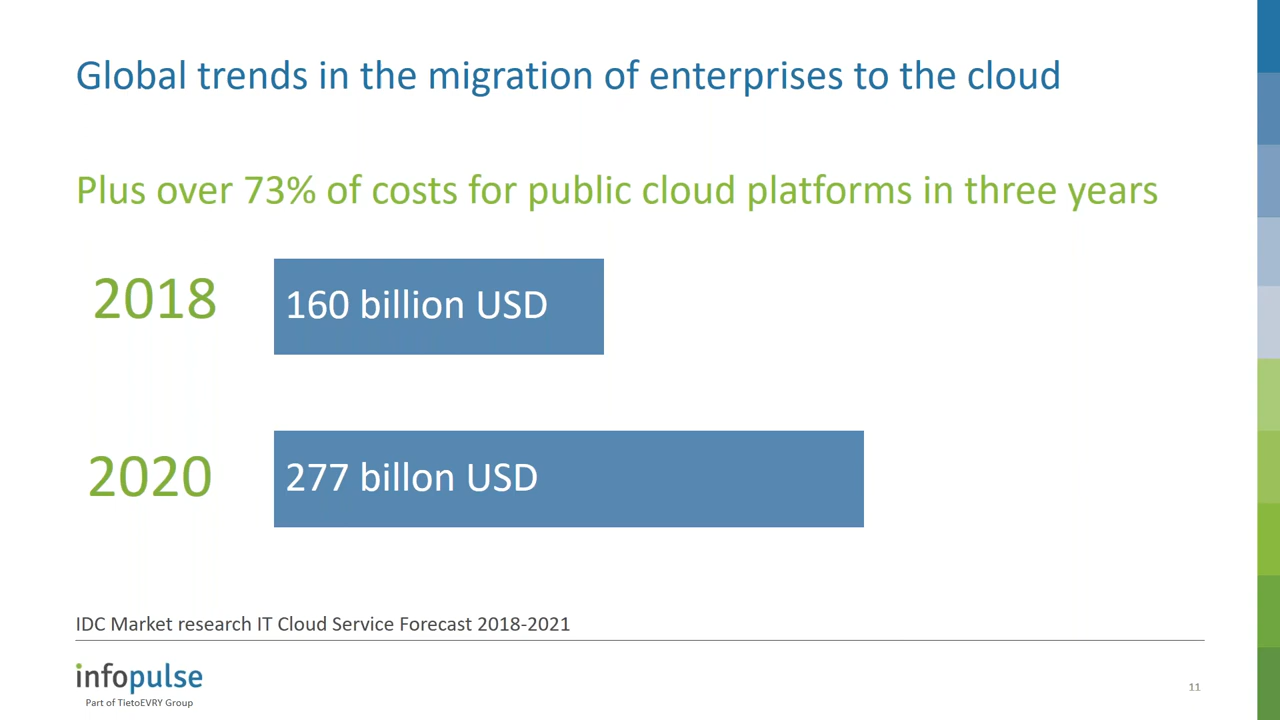 Global trends in the migration of enterprises to the cloud
Plus over 73% of costs for public cloud platforms in three years
2018
160 billion USD
2020
277 billon USD
IDC Market research IT Cloud Service Forecast 2018-2021
infopulse
Part of TietoEVRY Group
11